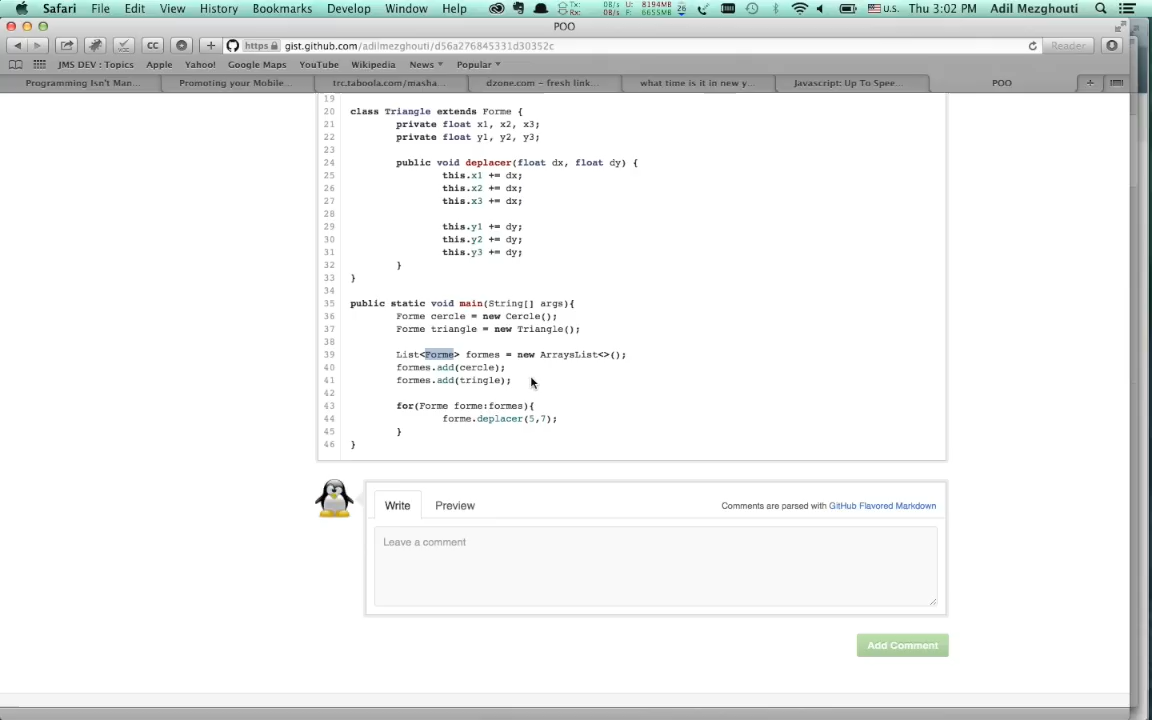 Safari File Edit View History Bookmarks Develop Window Help Tx: Rx: 0B/s 0B/s U: F: 8194MB 6655MB 26 U.S. Thu 3:02 PM Adil Mezghouti
POO
CC https gist.github.com/adilmezghouti/d56a276845331d30352c Reader
JMS DEV : Topics Apple Yahoo! Google Maps YouTube Wikipedia News Popular
Programming Isn't Man... Promoting your Mobile... trc.taboola.com/masha... dzone.com – fresh link... what time is it in new y... Javascript: Up To Spee... POO
19
20 class Triangle extends Forme {
21 private float x1, x2, x3;
22 private float y1, y2, y3;
23
24 public void deplacer(float dx, float dy) {
25 this.x1 += dx;
26 this.x2 += dx;
27 this.x3 += dx;
28
29 this.y1 += dy;
30 this.y2 += dy;
31 this.y3 += dy;
32 }
33 }
34
35 public static void main(String[] args){
36 Forme cercle = new Cercle();
37 Forme triangle = new Triangle();
38
39 List<Forme> formes = new ArraysList<>();
40 formes.add(cercle);
41 formes.add(tringle);
42
43 for(Forme forme:formes){
44 forme.deplacer(5,7);
45 }
46 }
Write Preview Comments are parsed with GitHub Flavored Markdown
Leave a comment
Add Comment